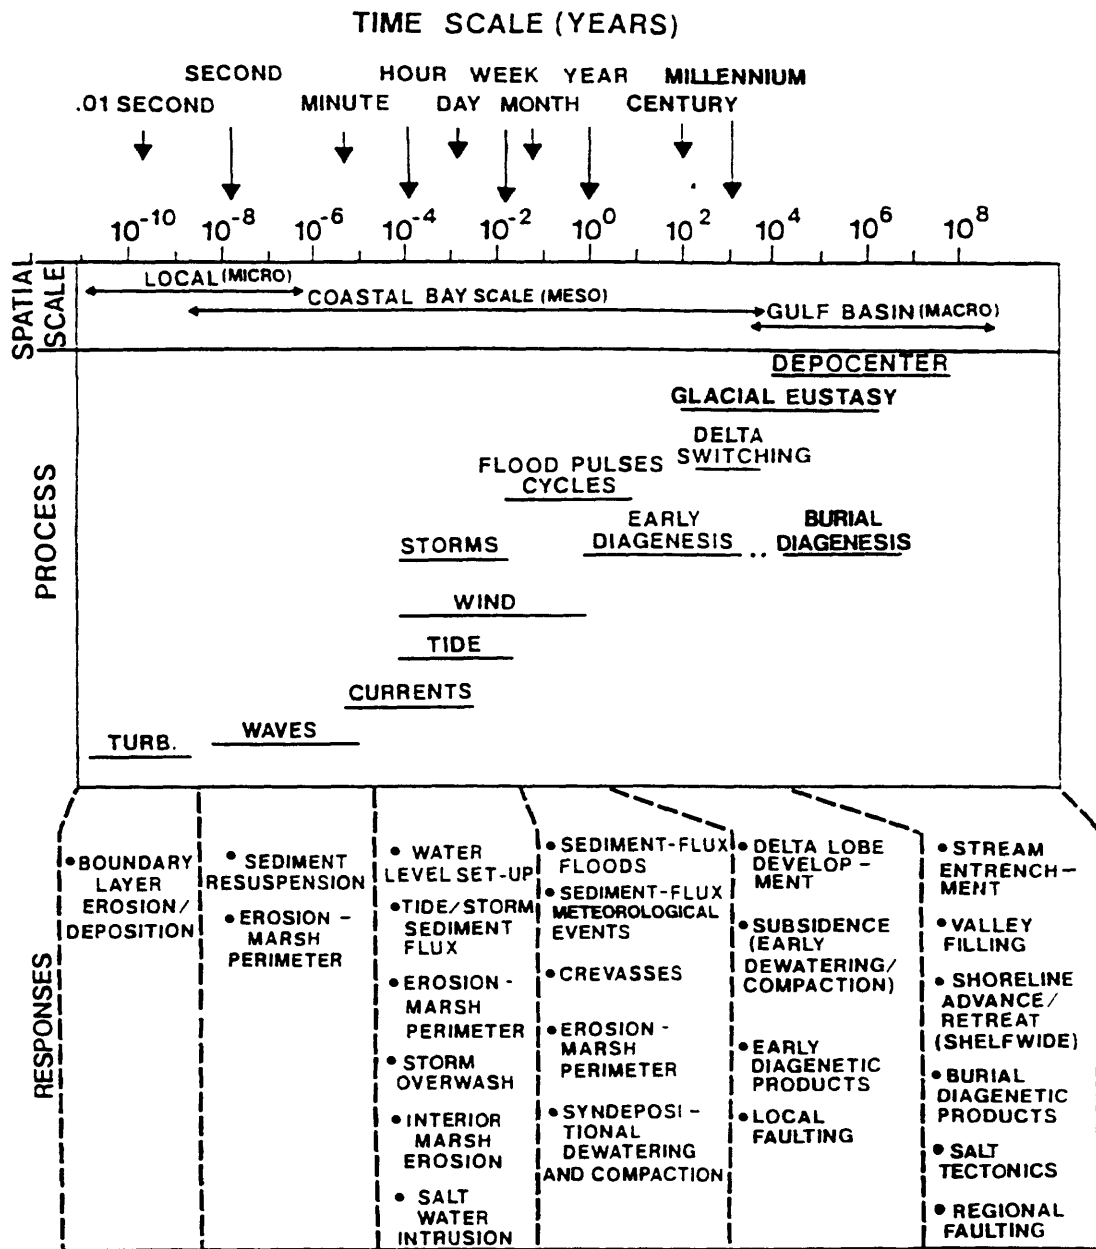 TIME SCALE (YEARS)
SECOND HOUR WEEK YEAR MILLENNIUM
.01 SECOND MINUTE DAY MONTH CENTURY
10-10 10-8 10-6 10-4 10-2 100 102 104 106 108
SPATIAL
SCALE
LOCAL (MICRO)
COASTAL BAY SCALE (MESO)
GULF BASIN (MACRO)
PROCESS
DEPOCENTER
GLACIAL EUSTASY
DELTA
SWITCHING
FLOOD PULSES
CYCLES
EARLY
DIAGENESIS ..
BURIAL
DIAGENESIS
STORMS
WIND
TIDE
CURRENTS
WAVES
TURB.
RESPONSES
• BOUNDARY
LAYER
EROSION/
DEPOSITION
• SEDIMENT
RESUSPENSION
• EROSION -
MARSH
PERIMETER
• WATER
LEVEL SET-UP
• TIDE/STORM
SEDIMENT
FLUX
• EROSION -
MARSH
PERIMETER
• STORM
OVERWASH
• INTERIOR
MARSH
EROSION
• SALT
WATER
INTRUSION
• SEDIMENT-FLUX
FLOODS
• SEDIMENT-FLUX
METEOROLOGICAL
EVENTS
• CREVASSES
• EROSION -
MARSH
PERIMETER
• SYNDEPOSI -
TIONAL
DEWATERING
AND COMPACTION
• DELTA LOBE
DEVELOP -
MENT
• SUBSIDENCE
(EARLY
DEWATERING/
COMPACTION)
• EARLY
DIAGENETIC
PRODUCTS
• LOCAL
FAULTING
• STREAM
ENTRENCH -
MENT
• VALLEY
FILLING
• SHORELINE
ADVANCE/
RETREAT
(SHELFWIDE)
• BURIAL
DIAGENETIC
PRODUCTS
• SALT
TECTONICS
• REGIONAL
FAULTING